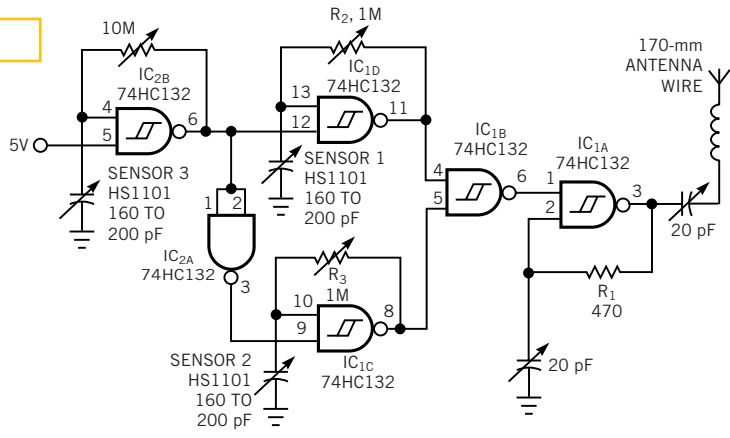 10M
IC2B
74HC132
4
5
6
5V
SENSOR 3
HS1101
160 TO
200 pF
1
2
IC2A
74HC132
3
R2, 1M
IC1D
74HC132
13
12
11
SENSOR 1
HS1101
160 TO
200 pF
R3
1M
10
9
8
IC1C
74HC132
SENSOR 2
HS1101
160 TO
200 pF
IC1B
74HC132
4
5
6
IC1A
74HC132
1
2
3
170-mm
ANTENNA
WIRE
20 pF
R1
470
20 pF